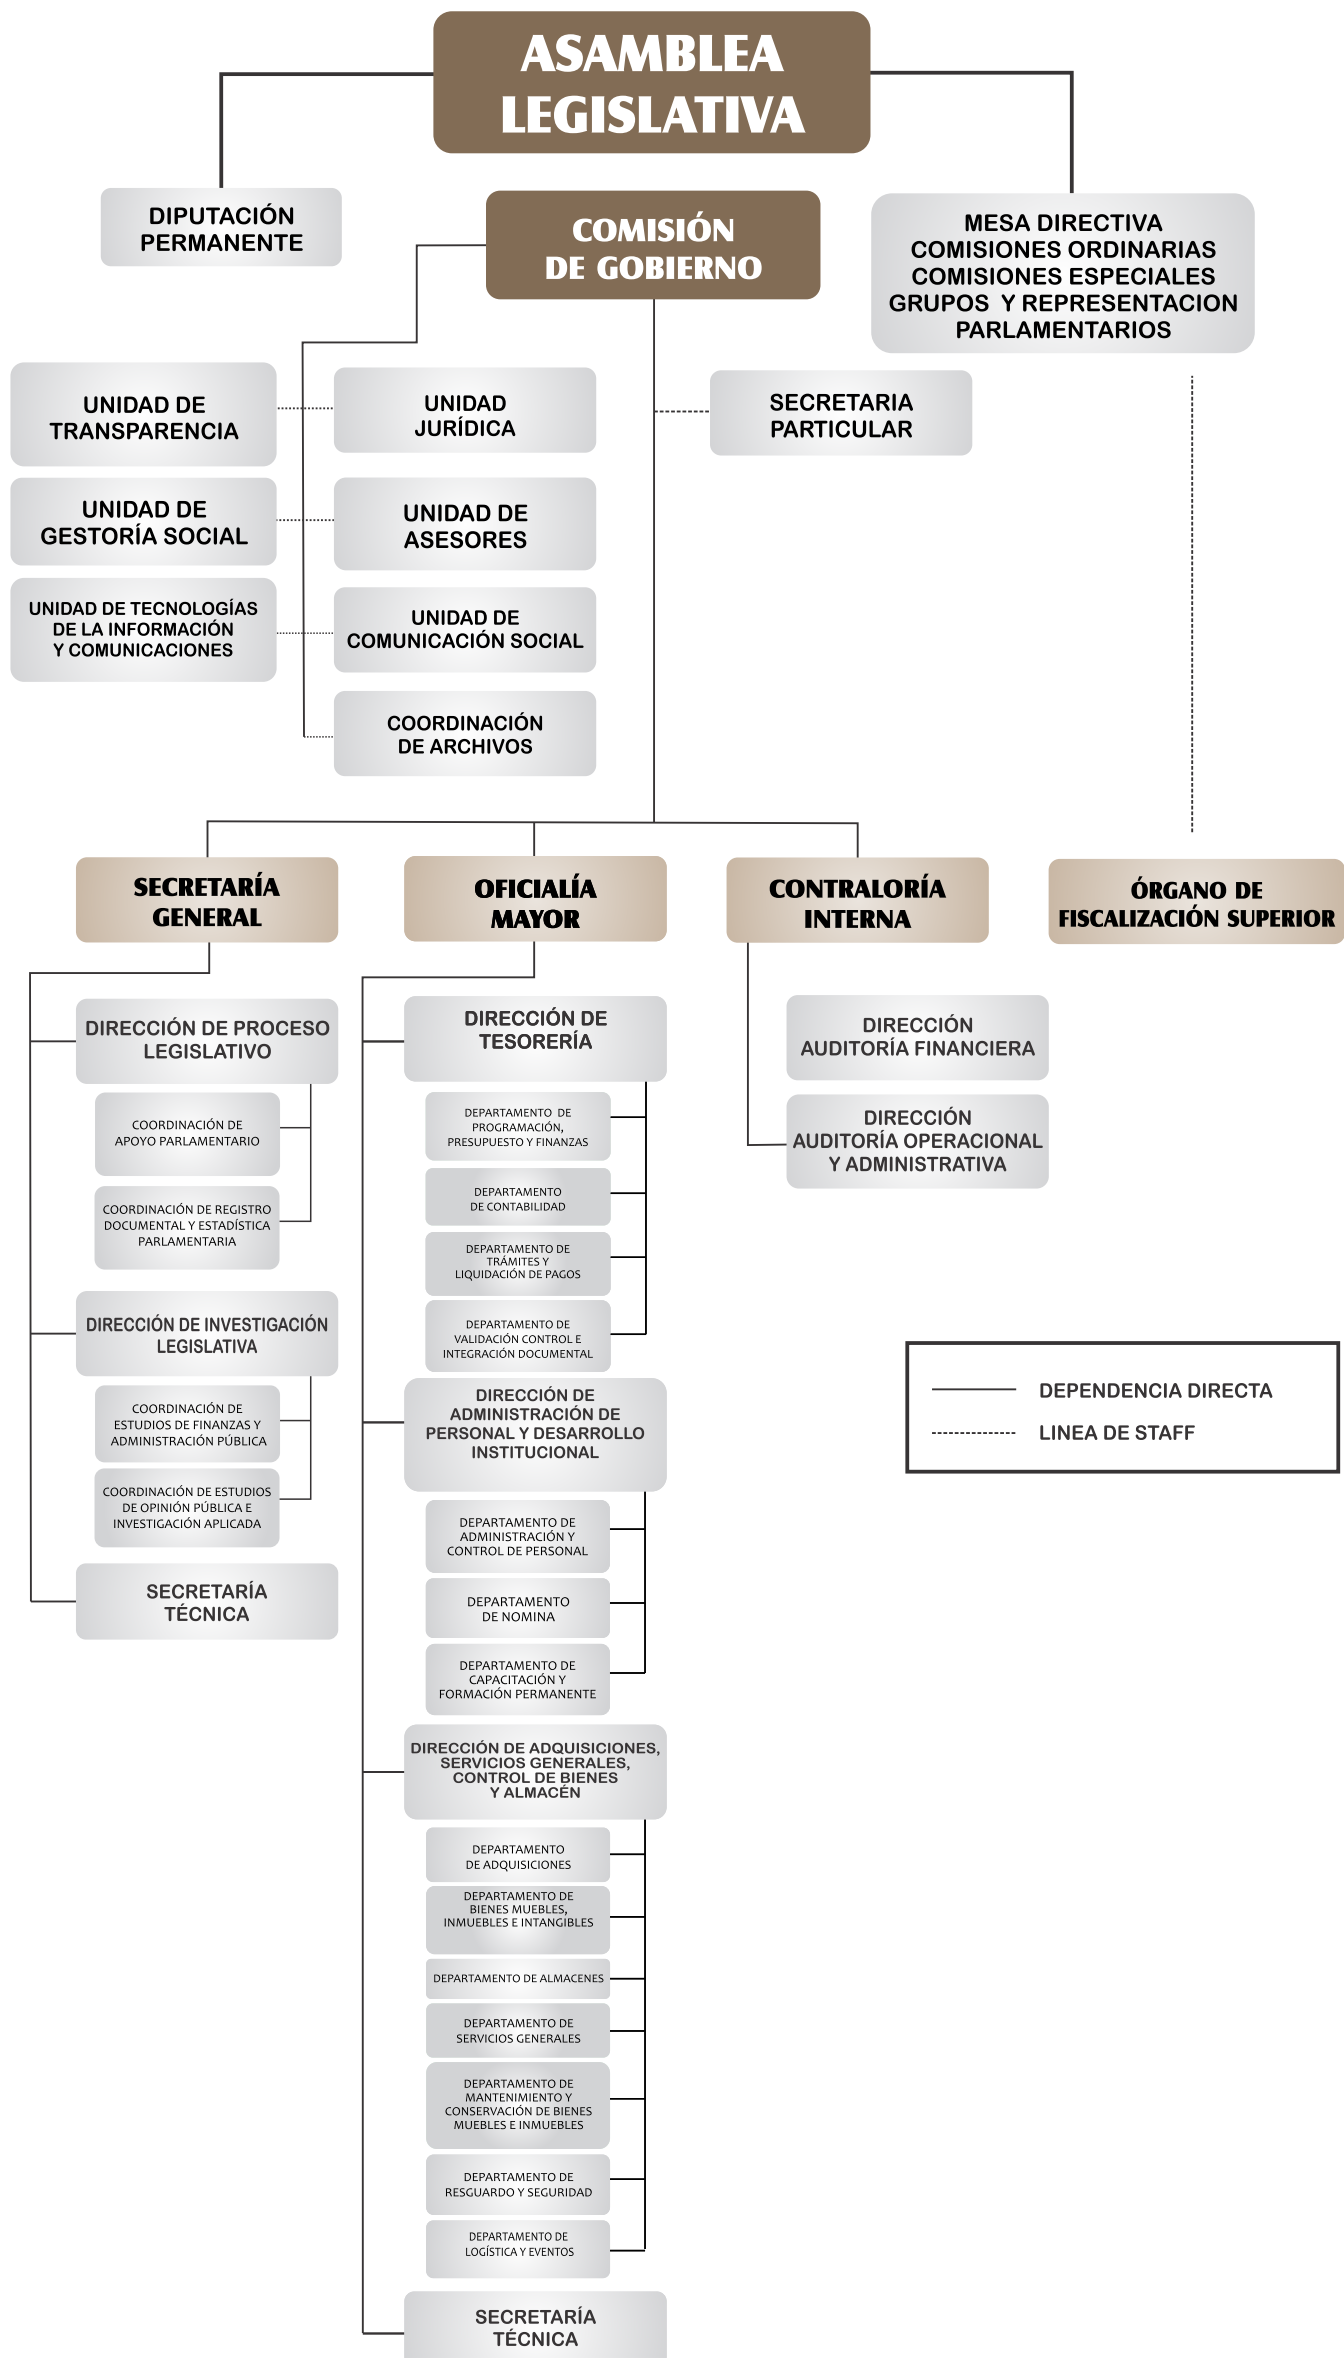 ASAMBLEA
LEGISLATIVA
DIPUTACIÓN
PERMANENTE
COMISIÓN
DE GOBIERNO
MESA DIRECTIVA
COMISIONES ORDINARIAS
COMISIONES ESPECIALES
GRUPOS Y REPRESENTACION
PARLAMENTARIOS
UNIDAD DE
TRANSPARENCIA
UNIDAD
JURÍDICA
SECRETARIA
PARTICULAR
UNIDAD DE
GESTORÍA SOCIAL
UNIDAD DE
ASESORES
UNIDAD DE TECNOLOGÍAS
DE LA INFORMACIÓN
Y COMUNICACIONES
UNIDAD DE
COMUNICACIÓN SOCIAL
COORDINACIÓN
DE ARCHIVOS
SECRETARÍA
GENERAL
OFICIALÍA
MAYOR
CONTRALORÍA
INTERNA
ÓRGANO DE
FISCALIZACIÓN SUPERIOR
DIRECCIÓN DE PROCESO
LEGISLATIVO
COORDINACIÓN DE
APOYO PARLAMENTARIO
COORDINACIÓN DE REGISTRO
DOCUMENTAL Y ESTADÍSTICA
PARLAMENTARIA
DIRECCIÓN DE INVESTIGACIÓN
LEGISLATIVA
COORDINACIÓN DE
ESTUDIOS DE FINANZAS Y
ADMINISTRACIÓN PÚBLICA
COORDINACIÓN DE ESTUDIOS
DE OPINIÓN PÚBLICA E
INVESTIGACIÓN APLICADA
SECRETARÍA
TÉCNICA
DIRECCIÓN DE
TESORERÍA
DEPARTAMENTO DE
PROGRAMACIÓN,
PRESUPUESTO Y FINANZAS
DEPARTAMENTO
DE CONTABILIDAD
DEPARTAMENTO DE
TRÁMITES Y
LIQUIDACIÓN DE PAGOS
DEPARTAMENTO DE
VALIDACIÓN CONTROL E
INTEGRACIÓN DOCUMENTAL
DIRECCIÓN DE
ADMINISTRACIÓN DE
PERSONAL Y DESARROLLO
INSTITUCIONAL
DEPARTAMENTO DE
ADMINISTRACIÓN Y
CONTROL DE PERSONAL
DEPARTAMENTO
DE NOMINA
DEPARTAMENTO DE
CAPACITACIÓN Y
FORMACIÓN PERMANENTE
DIRECCIÓN DE ADQUISICIONES,
SERVICIOS GENERALES,
CONTROL DE BIENES
Y ALMACÉN
DEPARTAMENTO
DE ADQUISICIONES
DEPARTAMENTO DE
BIENES MUEBLES,
INMUEBLES E INTANGIBLES
DEPARTAMENTO DE ALMACENES
DEPARTAMENTO DE
SERVICIOS GENERALES
DEPARTAMENTO DE
MANTENIMIENTO Y
CONSERVACIÓN DE BIENES
MUEBLES E INMUEBLES
DEPARTAMENTO DE
RESGUARDO Y SEGURIDAD
DEPARTAMENTO DE
LOGÍSTICA Y EVENTOS
SECRETARÍA
TÉCNICA
DIRECCIÓN
AUDITORÍA FINANCIERA
DIRECCIÓN
AUDITORÍA OPERACIONAL
Y ADMINISTRATIVA
DEPENDENCIA DIRECTA
LINEA DE STAFF